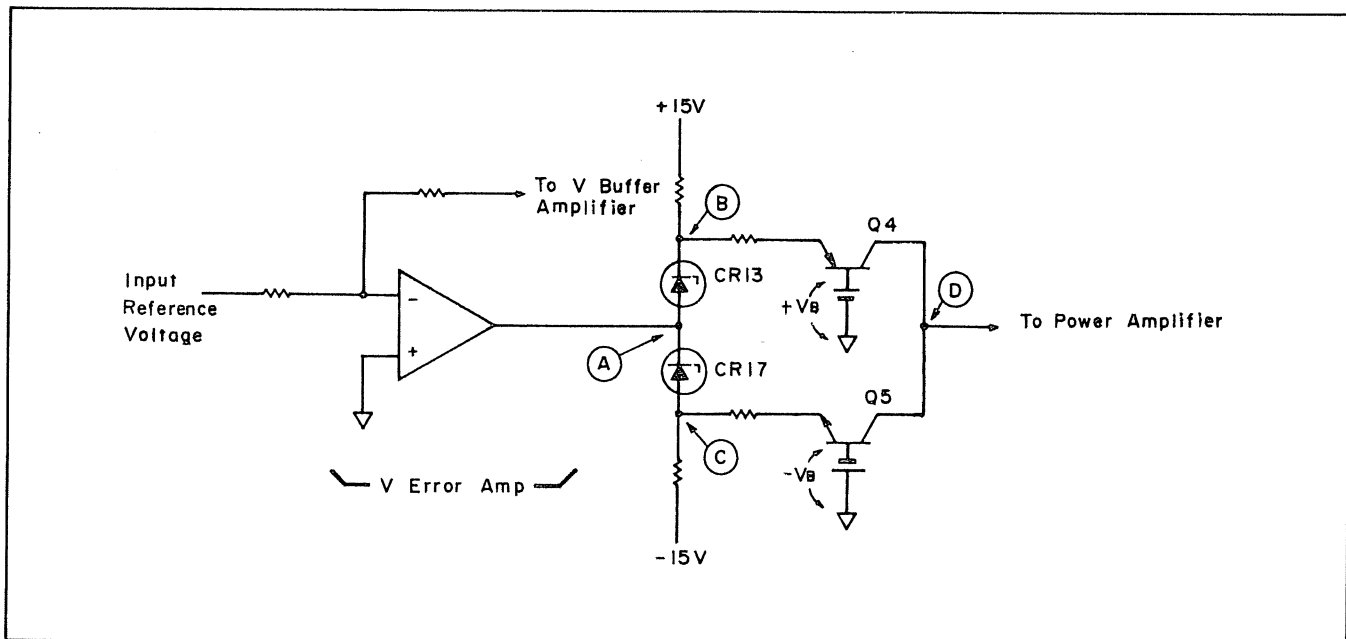 +15V
To V Buffer
Amplifier
B
Q4
CR13
Input
Reference
Voltage
−
+
+VB
D
To Power Amplifier
A
CR17
Q5
C
−VB
V Error Amp
−15V